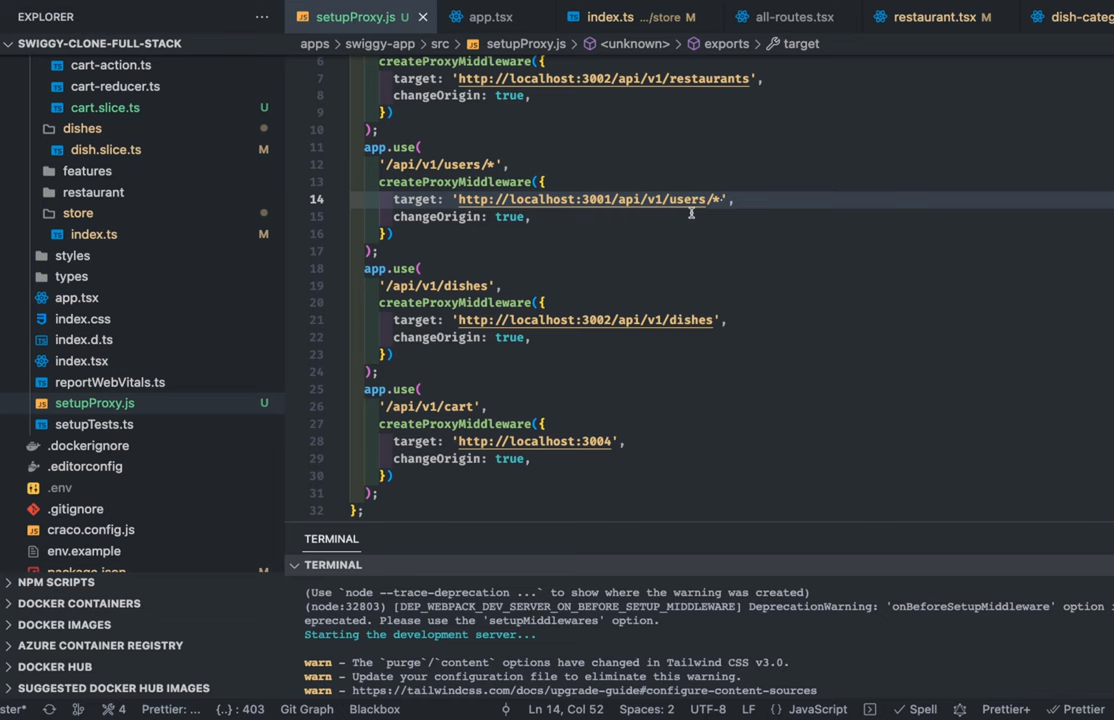 EXPLORER ...
SWIGGY-CLONE-FULL-STACK
cart-action.ts
cart-reducer.ts
cart.slice.ts U
dishes
dish.slice.ts M
features
restaurant
store
index.ts M
styles
types
app.tsx
index.css
index.d.ts
index.tsx
reportWebVitals.ts
setupProxy.js U
setupTests.ts
.dockerignore
.editorconfig
.env
.gitignore
craco.config.js
env.example
package.json M
NPM SCRIPTS
DOCKER CONTAINERS
DOCKER IMAGES
AZURE CONTAINER REGISTRY
DOCKER HUB
SUGGESTED DOCKER HUB IMAGES
JS setupProxy.js U app.tsx TS index.ts .../store M all-routes.tsx restaurant.tsx M dish-categ
apps > swiggy-app > src > JS setupProxy.js > <unknown> > exports > target
6 createProxyMiddleware({
7 target: 'http://localhost:3002/api/v1/restaurants',
8 changeOrigin: true,
9 })
10 );
11 app.use(
12 '/api/v1/users/*',
13 createProxyMiddleware({
14 target: 'http://localhost:3001/api/v1/users/*',
15 changeOrigin: true,
16 })
17 );
18 app.use(
19 '/api/v1/dishes',
20 createProxyMiddleware({
21 target: 'http://localhost:3002/api/v1/dishes',
22 changeOrigin: true,
23 })
24 );
25 app.use(
26 '/api/v1/cart',
27 createProxyMiddleware({
28 target: 'http://localhost:3004',
29 changeOrigin: true,
30 })
31 );
32 };
TERMINAL
TERMINAL
(Use `node --trace-deprecation ...` to show where the warning was created)
(node:32803) [DEP_WEBPACK_DEV_SERVER_ON_BEFORE_SETUP_MIDDLEWARE] DeprecationWarning: 'onBeforeSetupMiddleware' option i
eprecated. Please use the 'setupMiddlewares' option.
Starting the development server...
warn - The `purge`/`content` options have changed in Tailwind CSS v3.0.
warn - Update your configuration file to eliminate this warning.
warn - https://tailwindcss.com/docs/upgrade-guide#configure-content-sources
ster* 4 Prettier: ... {..} : 403 Git Graph Blackbox Ln 14, Col 52 Spaces: 2 UTF-8 LF {} JavaScript Spell Prettier+ Prettier